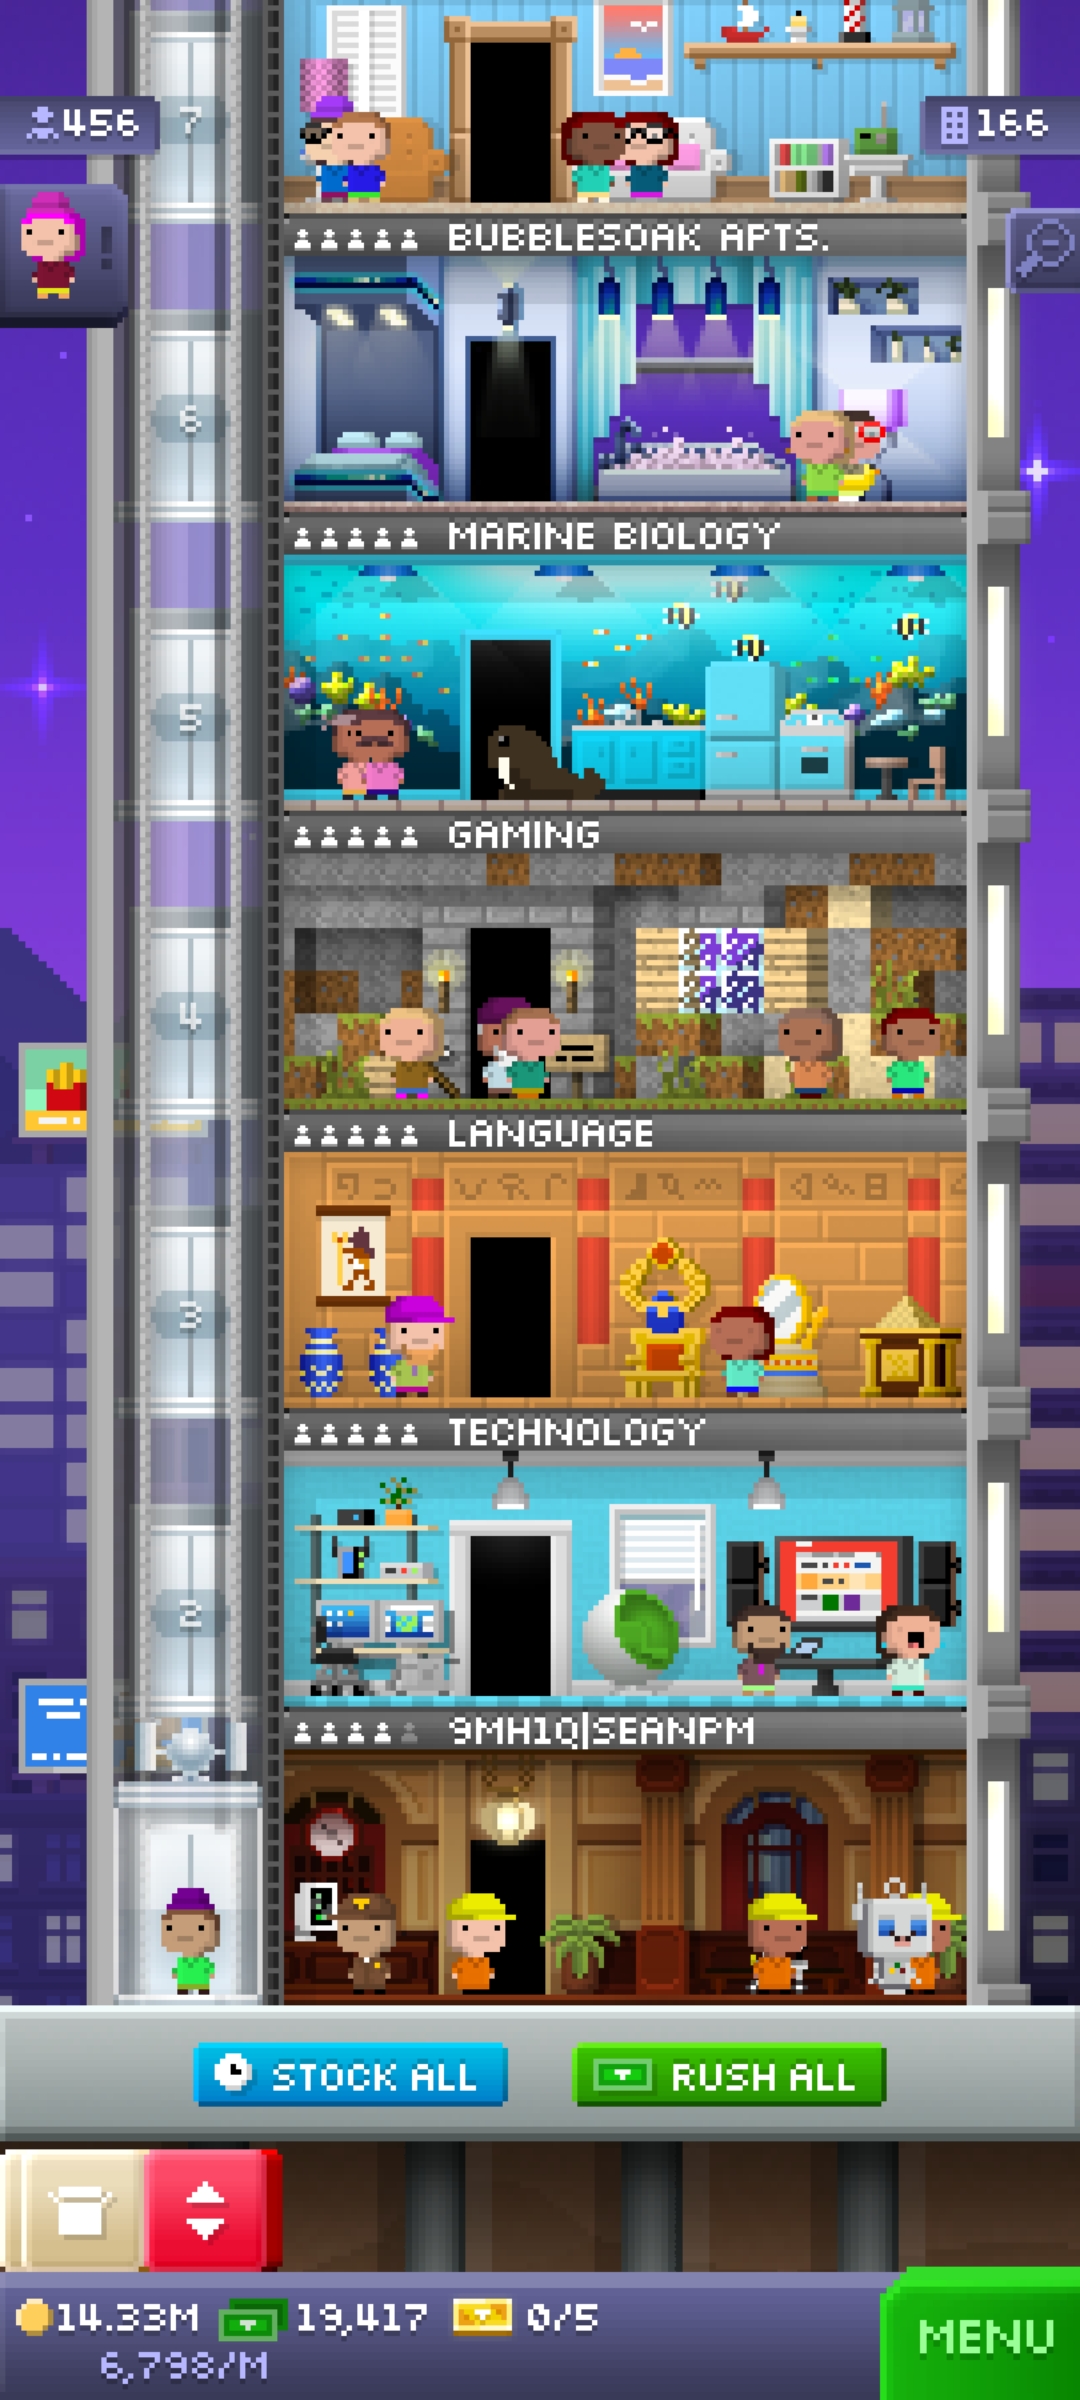 456
7
166
!
BUBBLESOAK APTS.
6
MARINE BIOLOGY
5
GAMING
4
LANGUAGE
3
TECHNOLOGY
2
9MH1Q|SEANPM
STOCK ALL
RUSH ALL
14.33M
19,417
0/5
6,798/M
MENU